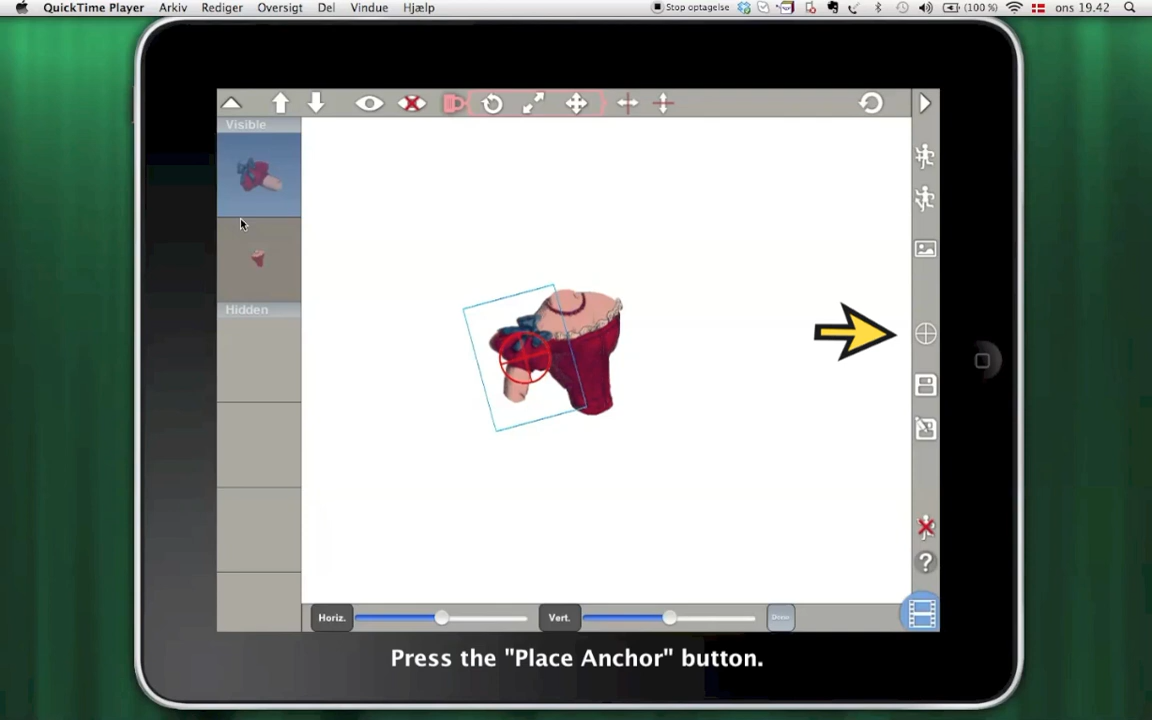 QuickTime Player Arkiv Rediger Oversigt Del Vindue Hjælp Stop optagelse (100 %) ons 19.42
Visible
Hidden
Horiz. Vert. Done
?
Press the "Place Anchor" button.